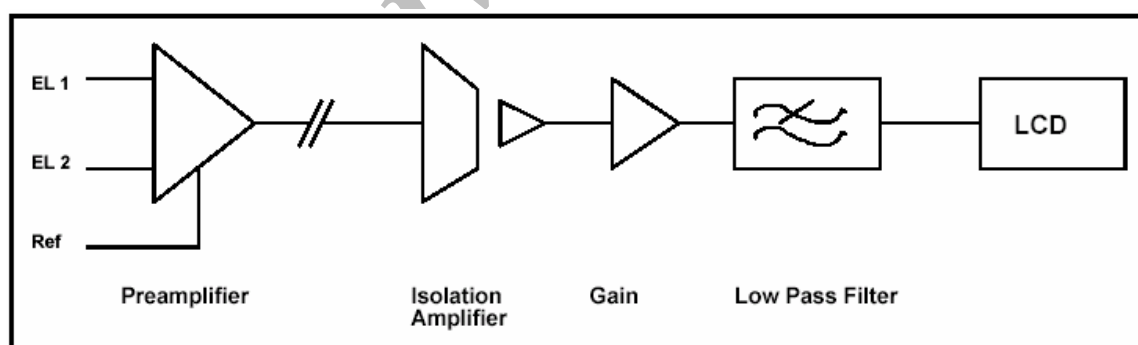 EL 1
EL 2
Ref
LCD
Preamplifier
Isolation
Amplifier
Gain
Low Pass Filter